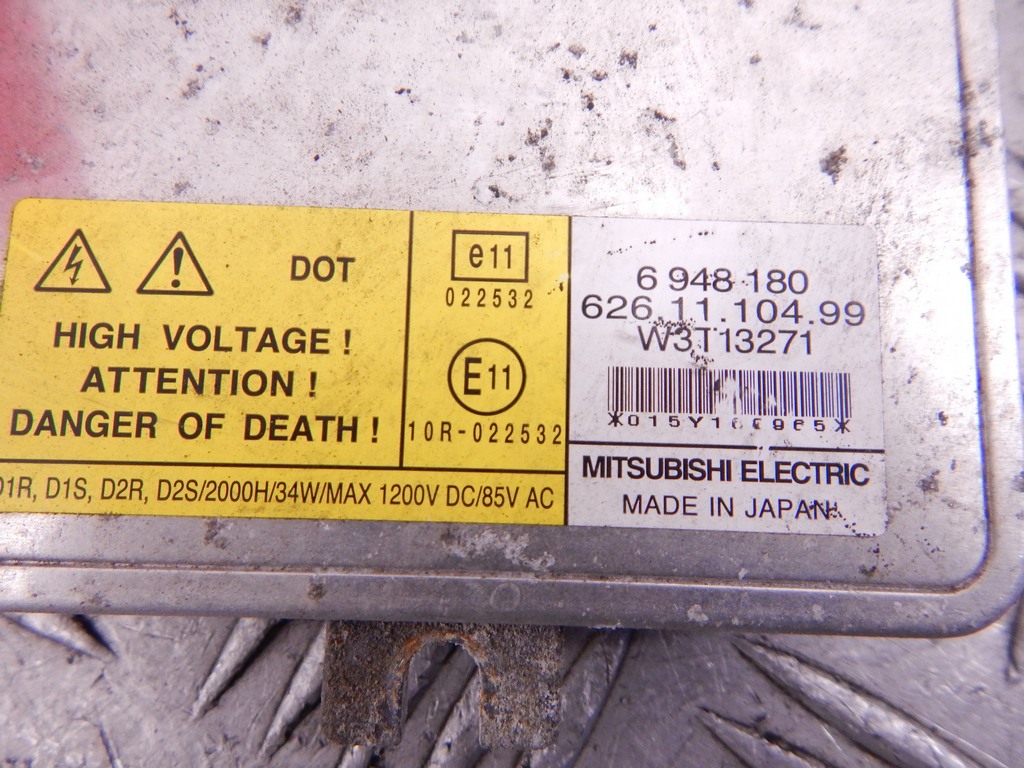 DOT
HIGH VOLTAGE !
ATTENTION !
DANGER OF DEATH !
e11
022532
E11
10R-022532
D1R, D1S, D2R, D2S/2000H/34W/MAX 1200V DC/85V AC
6 948 180
626.11.104.99
W3T13271
MITSUBISHI ELECTRIC
MADE IN JAPAN